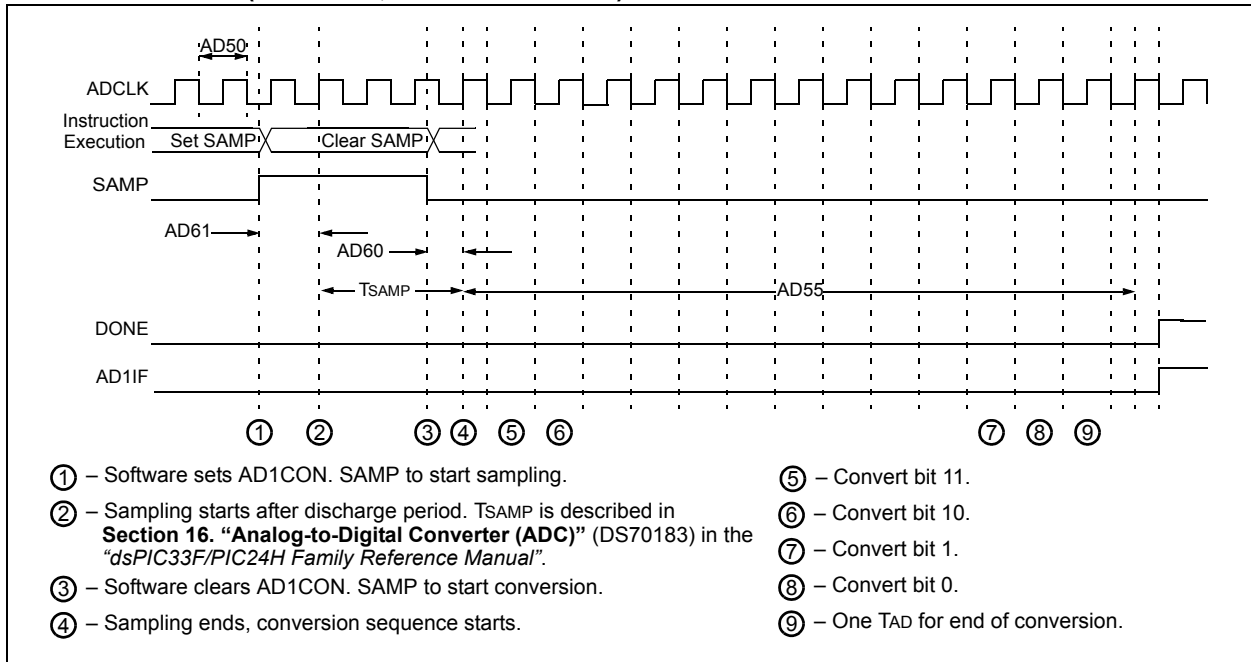 AD50
ADCLK
Instruction
Execution
Set SAMP
Clear SAMP
SAMP
AD61
AD60
TSAMP
AD55
DONE
AD1IF
1 2 3 4 5 6 7 8 9
1 – Software sets AD1CON. SAMP to start sampling.
2 – Sampling starts after discharge period. TSAMP is described in
Section 16. “Analog-to-Digital Converter (ADC)” (DS70183) in the
“dsPIC33F/PIC24H Family Reference Manual”.
3 – Software clears AD1CON. SAMP to start conversion.
4 – Sampling ends, conversion sequence starts.
5 – Convert bit 11.
6 – Convert bit 10.
7 – Convert bit 1.
8 – Convert bit 0.
9 – One TAD for end of conversion.